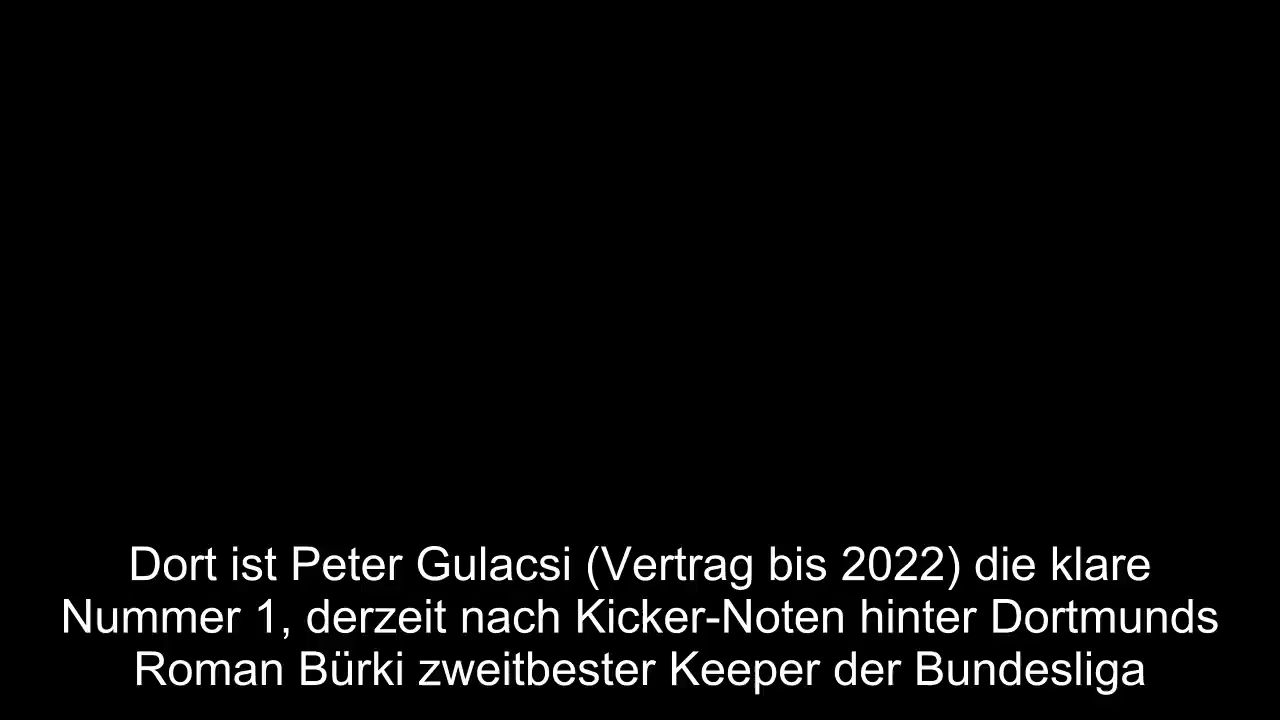 Dort ist Peter Gulacsi (Vertrag bis 2022) die klare
Nummer 1, derzeit nach Kicker-Noten hinter Dortmunds
Roman Bürki zweitbester Keeper der Bundesliga